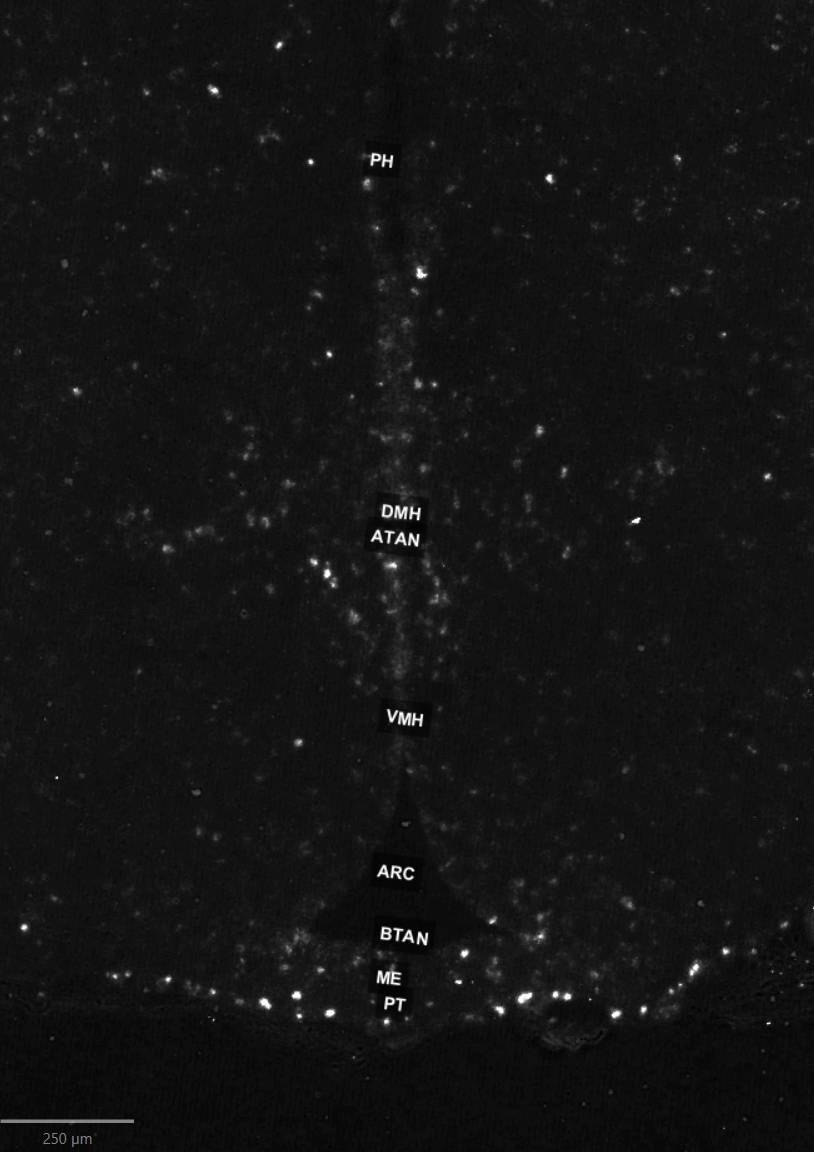 PH
DMH
ATAN
VMH
ARC
BTAN
ME
PT
250 µm